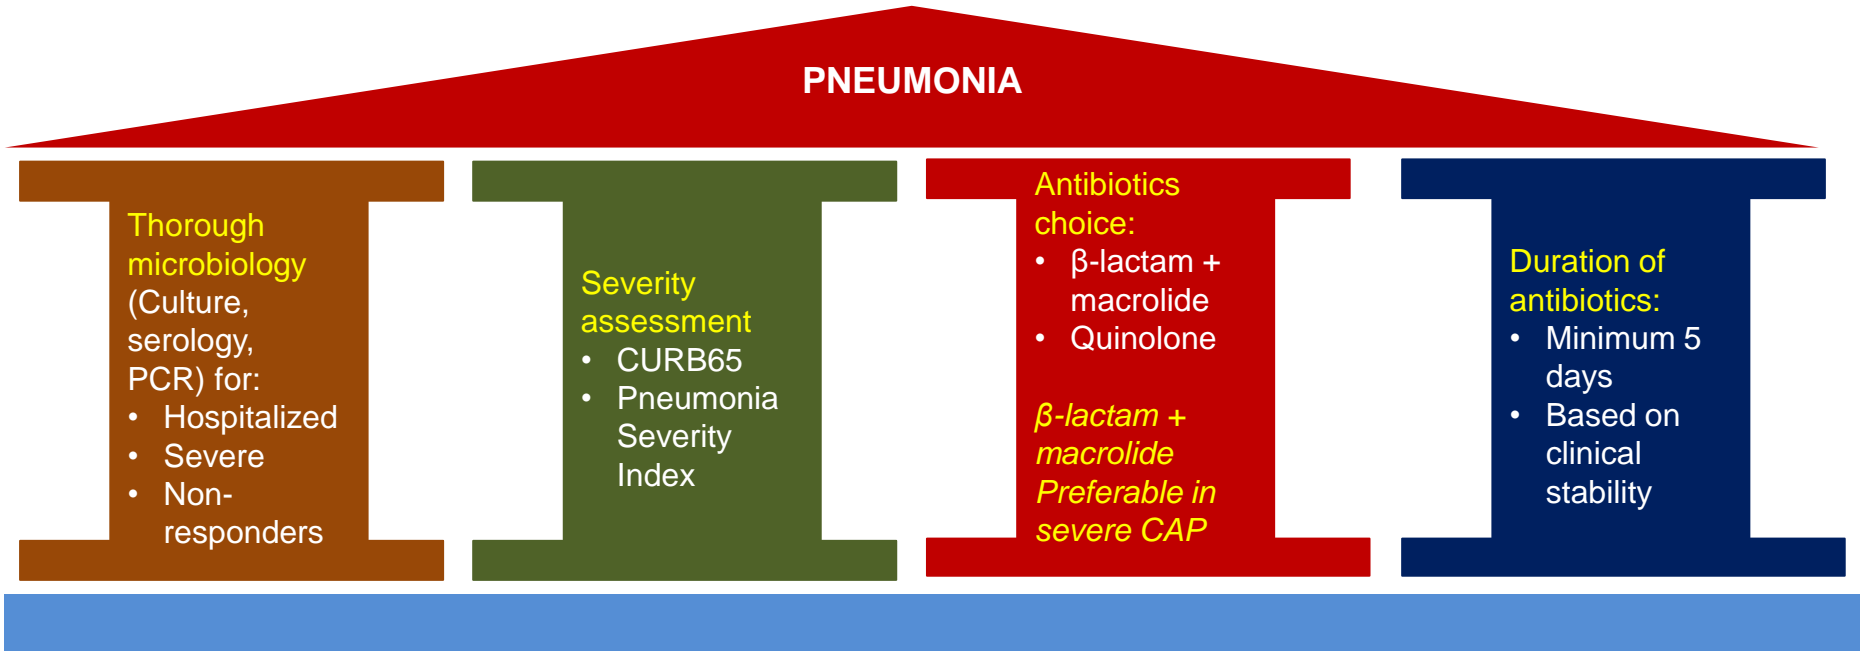 PNEUMONIA
Thorough
microbiology
(Culture,
serology,
PCR) for:
• Hospitalized
• Severe
• Non-
responders
Severity
assessment
• CURB65
• Pneumonia
Severity
Index
Antibiotics
choice:
• β-lactam +
macrolide
• Quinolone
β-lactam +
macrolide
Preferable in
severe CAP
Duration of
antibiotics:
• Minimum 5
days
• Based on
clinical
stability